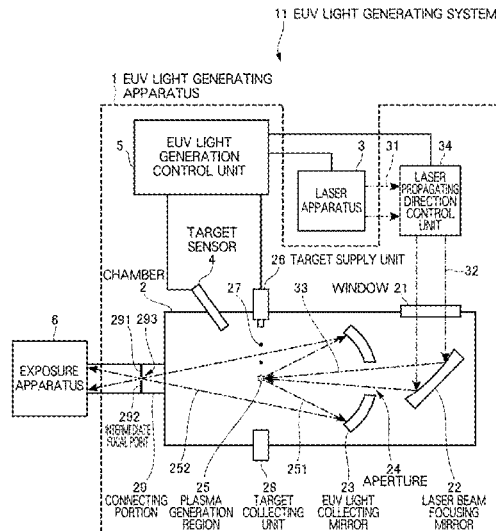 11 EUV LIGHT GENERATING SYSTEM
1 EUV LIGHT GENERATING
APPARATUS
5
EUV LIGHT
GENERATION
CONTROL UNIT
3
31
34
LASER
APPARATUS
LASER
PROPAGATING
DIRECTION
CONTROL
UNIT
TARGET
SENSOR
4
26 TARGET SUPPLY UNIT
32
CHAMBER
2
27
33
WINDOW 21
6
291
293
EXPOSURE
APPARATUS
292
INTERMEDIATE
FOCAL POINT
252
251
24
APERTURE
29
CONNECTING
PORTION
25
PLASMA
GENERATION
REGION
28
TARGET
COLLECTING
UNIT
23
EUV LIGHT
COLLECTING
MIRROR
22
LASER BEAM
FOCUSING
MIRROR